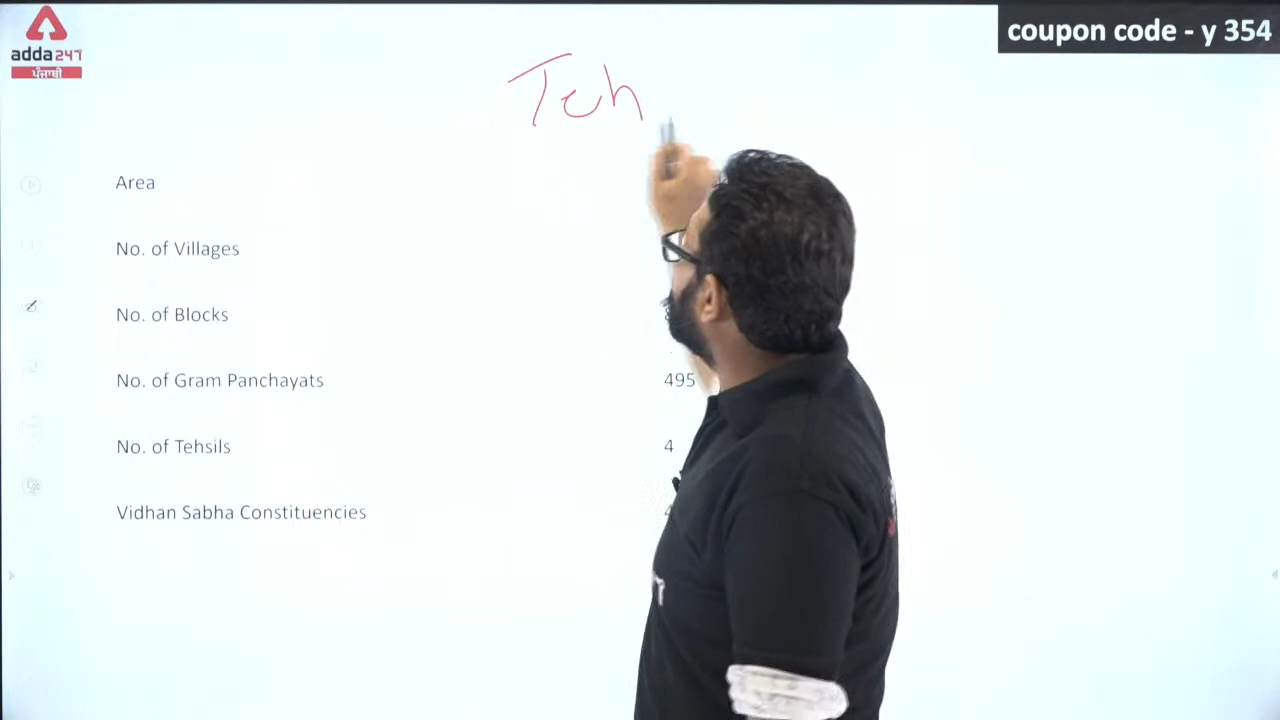 adda247
ਪੰਜਾਬੀ
coupon code - y 354
Teh
Area
No. of Villages
No. of Blocks
No. of Gram Panchayats 495
No. of Tehsils 4
Vidhan Sabha Constituencies